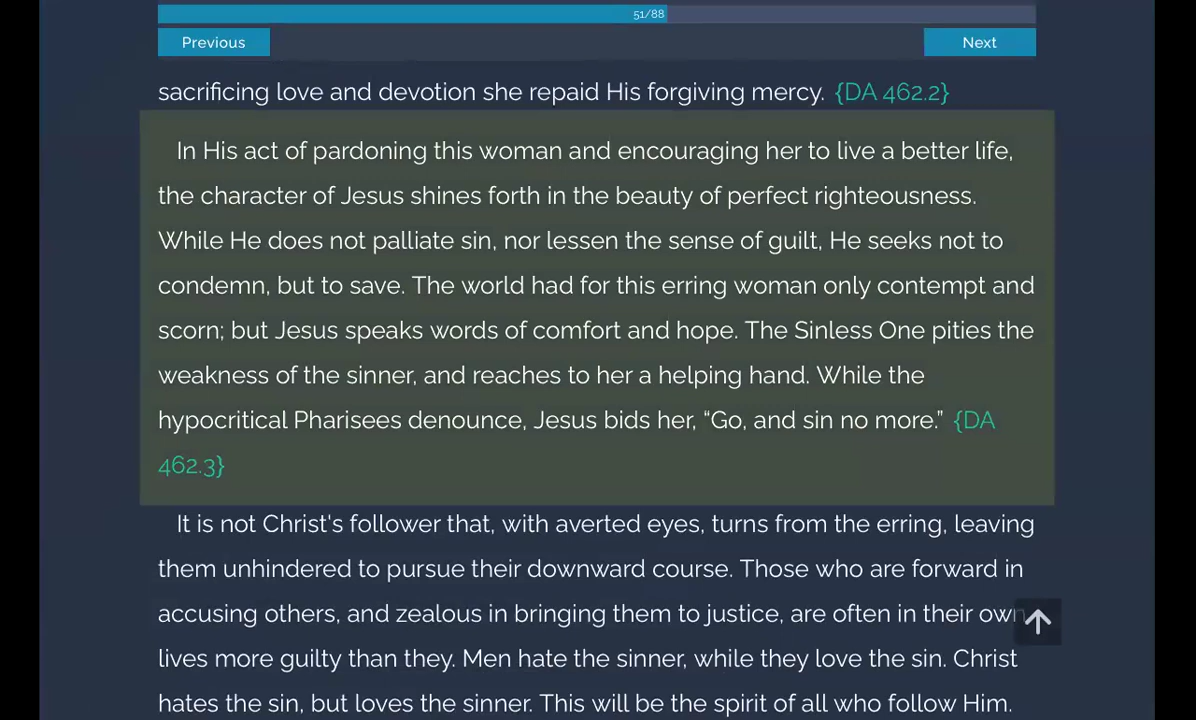 51/88
Previous
Next
sacrificing love and devotion she repaid His forgiving mercy. {DA 462.2}
In His act of pardoning this woman and encouraging her to live a better life,
the character of Jesus shines forth in the beauty of perfect righteousness.
While He does not palliate sin, nor lessen the sense of guilt, He seeks not to
condemn, but to save. The world had for this erring woman only contempt and
scorn; but Jesus speaks words of comfort and hope. The Sinless One pities the
weakness of the sinner, and reaches to her a helping hand. While the
hypocritical Pharisees denounce, Jesus bids her, “Go, and sin no more.” {DA
462.3}
It is not Christ's follower that, with averted eyes, turns from the erring, leaving
them unhindered to pursue their downward course. Those who are forward in
accusing others, and zealous in bringing them to justice, are often in their own
lives more guilty than they. Men hate the sinner, while they love the sin. Christ
hates the sin, but loves the sinner. This will be the spirit of all who follow Him.